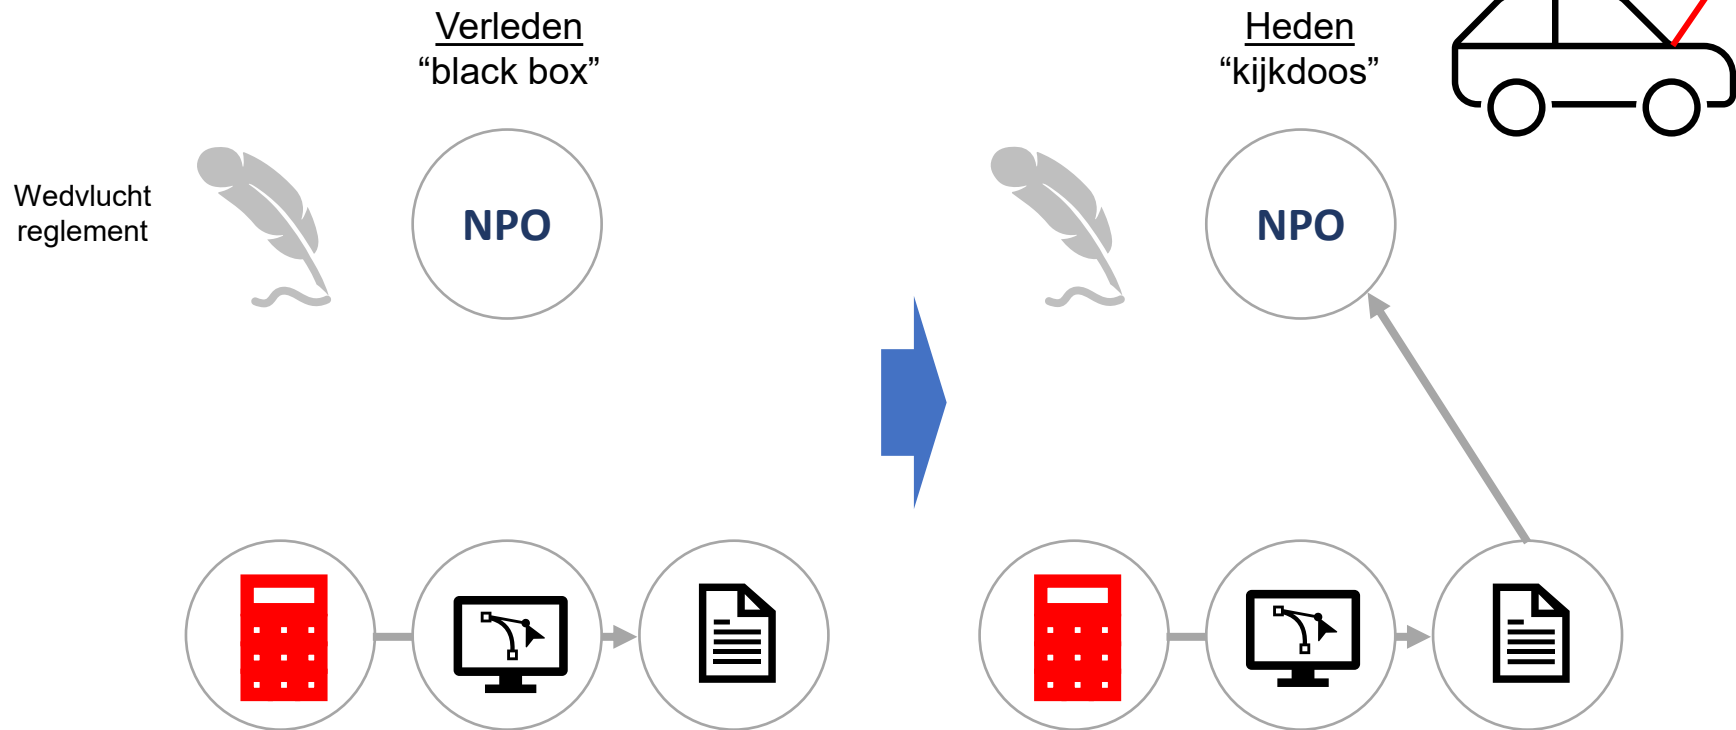 Verleden
“black box”
Heden
“kijkdoos”
Wedvlucht
reglement
NPO
NPO